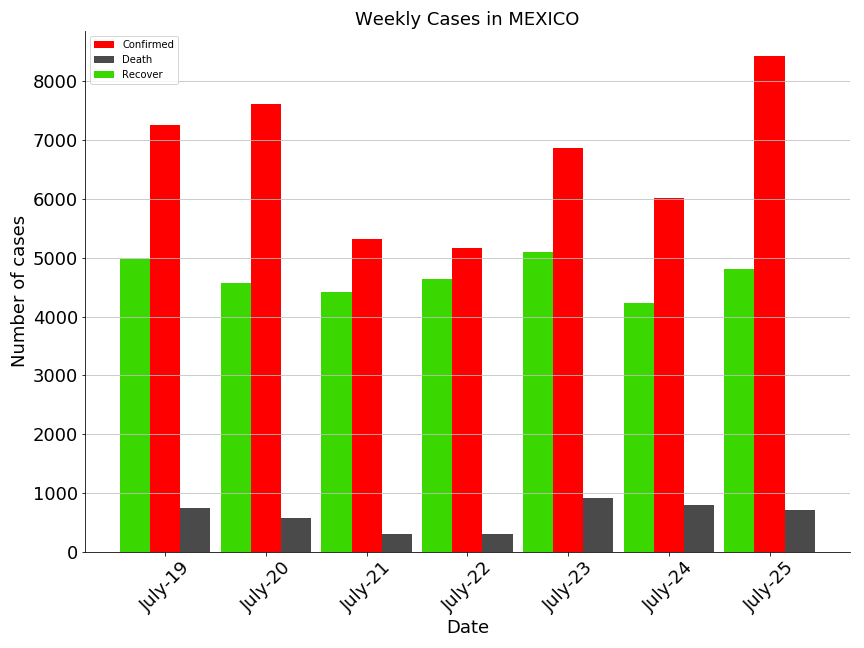 Weekly Cases in MEXICO
Confirmed
Death
Recover
8000
7000
6000
5000
4000
3000
2000
1000
0
Number of cases
July-19
July-20
July-21
July-22
July-23
July-24
July-25
Date